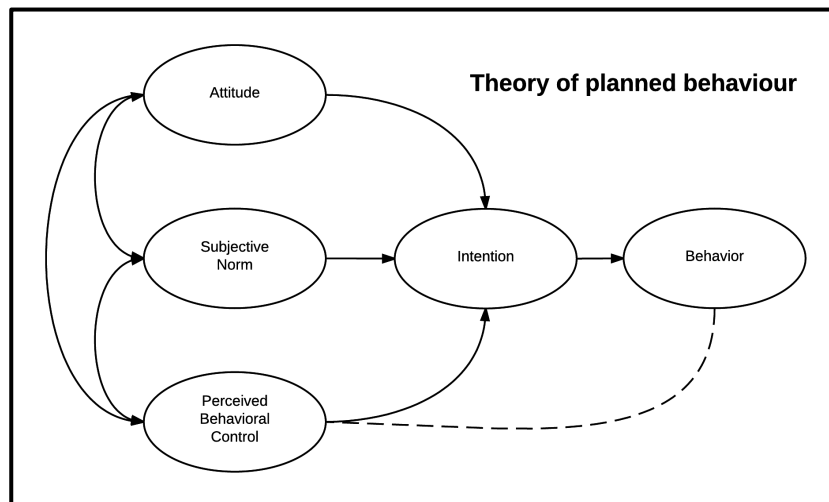 Theory of planned behaviour
Attitude
Subjective
Norm
Intention
Behavior
Perceived
Behavioral
Control